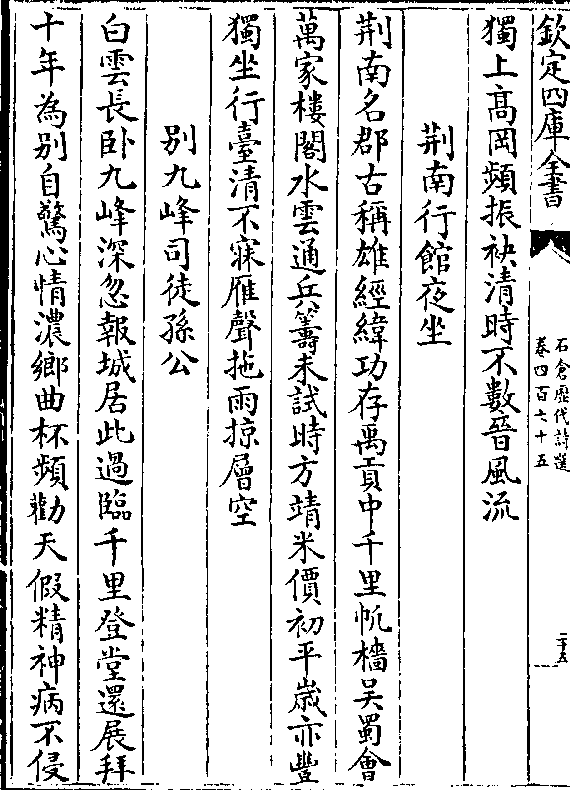 欽定四庫全書
石倉歷代詩選
卷四百七十五
二十五
獨上高岡頻振袂清時不數晉風流
荆南行館夜坐
荆南名郡古稱雄經緯功存禹貢中千里帆檣吳蜀會
萬家樓閣水雲通兵籌未試時方靖米價初平歲亦豐
獨坐行臺清不寐雁聲拖雨掠層空
别九峰司徒孫公
白雲長卧九峰深忽報城居此過臨千里登堂還展拜
十年為别自驚心情濃鄉曲杯頻勸天假精神病不侵